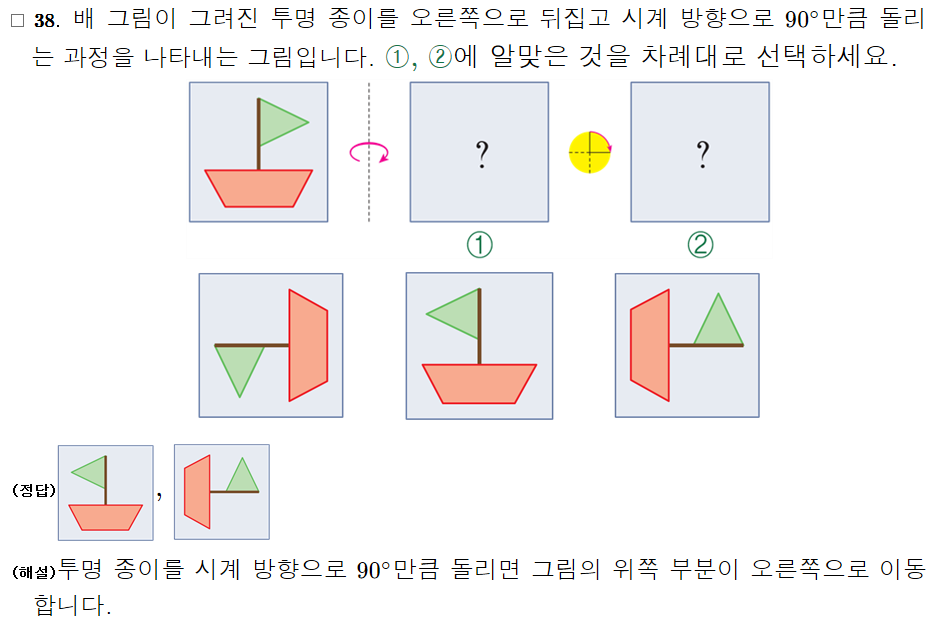 □ 38. 배 그림이 그려진 투명 종이를 오른쪽으로 뒤집고 시계 방향으로 90°만큼 돌리
는 과정을 나타내는 그림입니다. ①, ②에 알맞은 것을 차례대로 선택하세요.
? ?
① ②
(정답) ,
(해설)투명 종이를 시계 방향으로 90°만큼 돌리면 그림의 위쪽 부분이 오른쪽으로 이동
합니다.